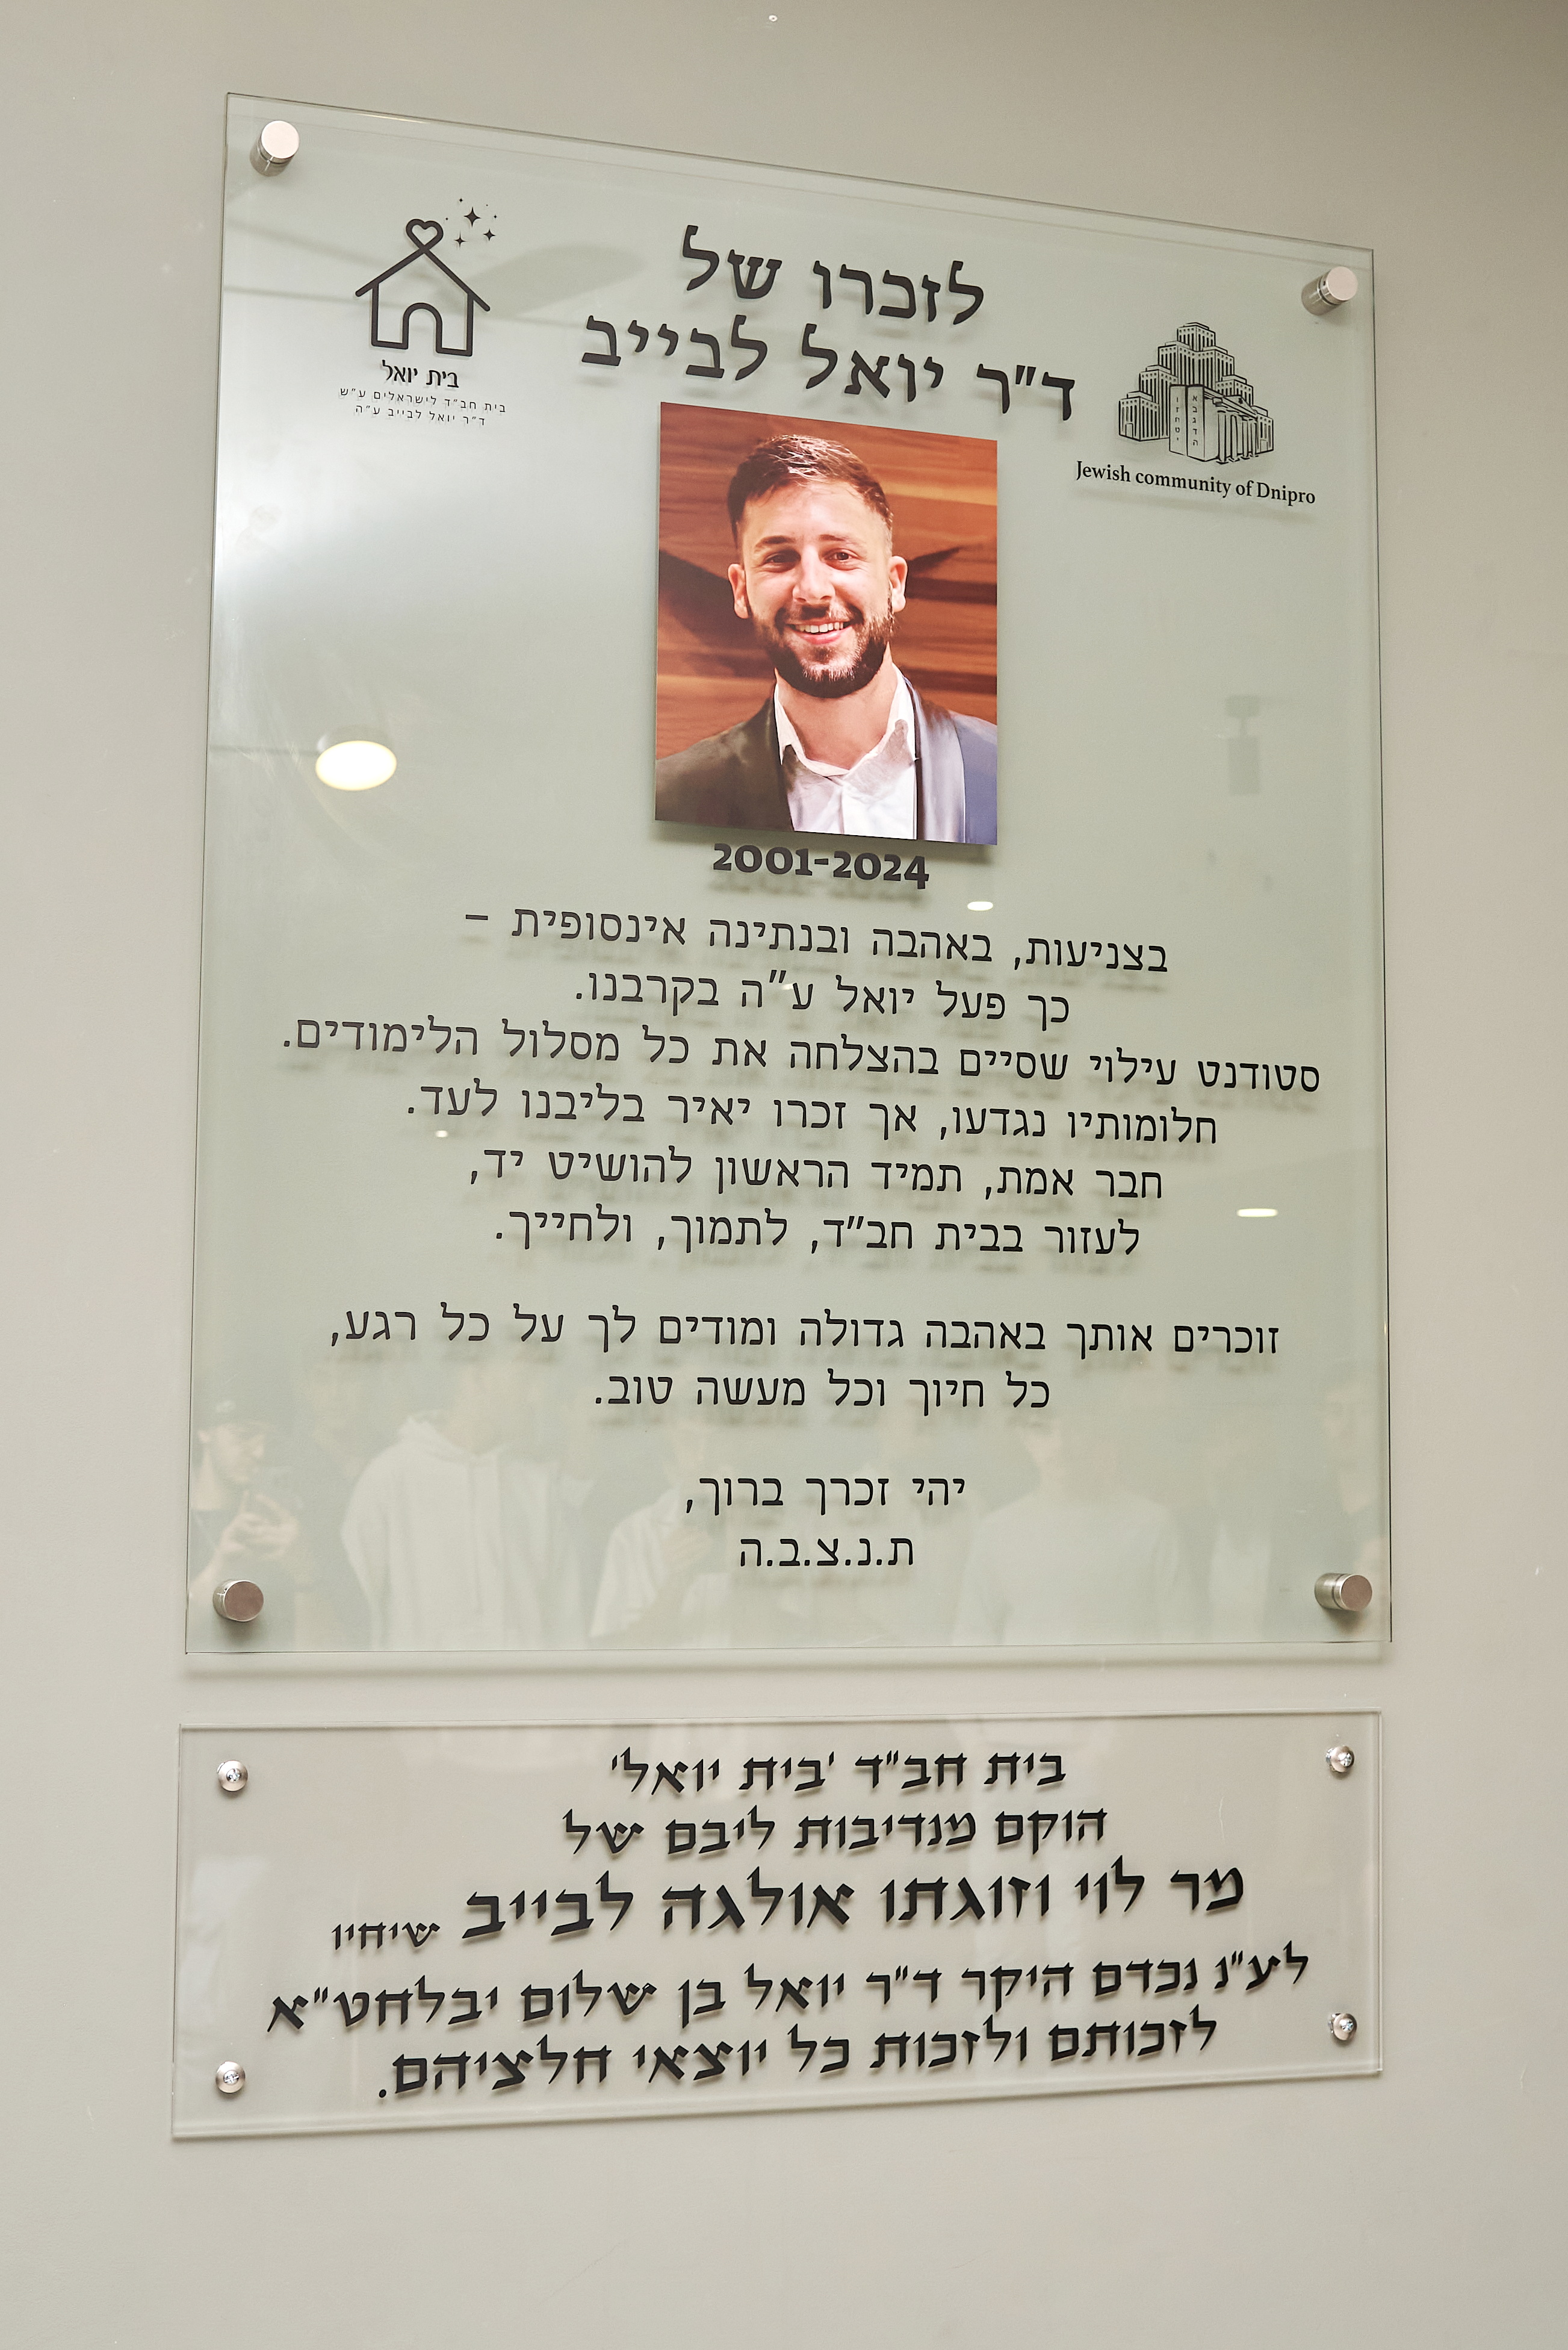 לזכרו של
ד"ר יואל לבייב
בית יואל
בית חב"ד לישראלים ע"ש
ד"ר יואל לבייב ע"ה
א
ב
ג
ד
ה
ו
ז
ח
ט
י
Jewish community of Dnipro
2001-2024
בצניעות, באהבה ובנתינה אינסופית –
כך פעל יואל ע"ה בקרבנו.
סטודנט עילוי שסיים בהצלחה את כל מסלול הלימודים.
חלומותיו נגדעו, אך זכרו יאיר בליבנו לעד.
חבר אמת, תמיד הראשון להושיט יד,
לעזור בבית חב"ד, לתמוך, ולחייך.
זוכרים אותך באהבה גדולה ומודים לך על כל רגע,
כל חיוך וכל מעשה טוב.
יהי זכרך ברוך,
ת.נ.צ.ב.ה
בית חב"ד 'בית יואל'
הוקם מנדיבות ליבם של
מר לוי וזוגתו אולגה לבייב שיחיו
לע"נ נכדם היקר ד"ר יואל בן שלום יבלחט"א
לזכותם ולזכות כל יוצאי חלציהם.